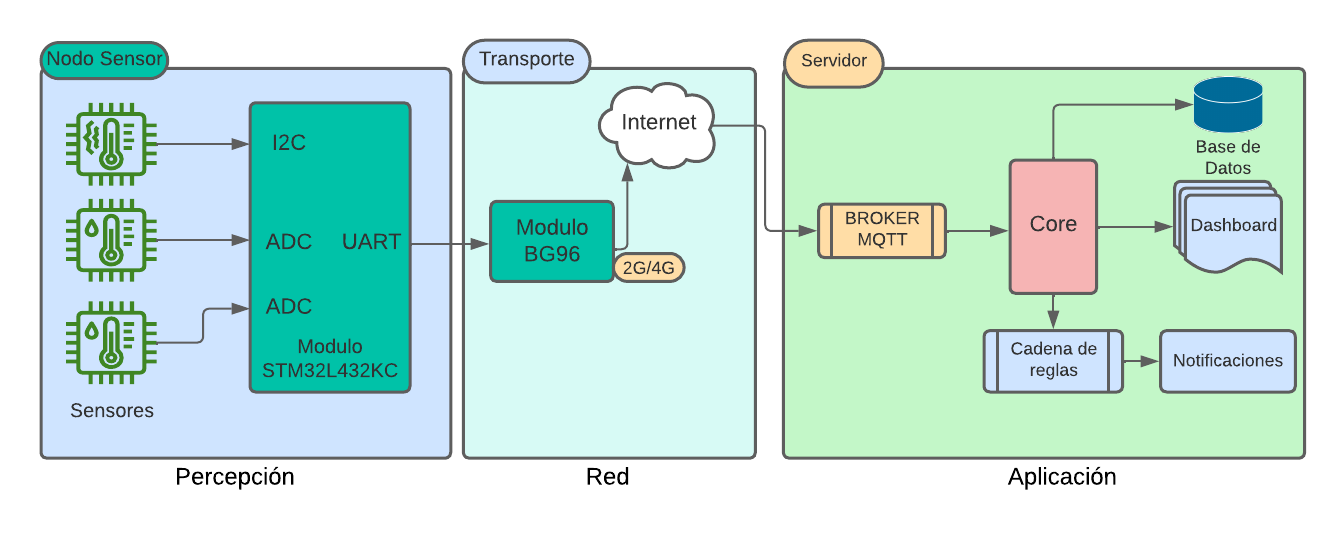 Nodo Sensor
I2C
ADC
UART
ADC
Modulo
STM32L432KC
Sensores
Percepción
Transporte
Internet
Modulo
BG96
2G/4G
Red
Servidor
BROKER
MQTT
Core
Base de
Datos
Dashboard
Cadena de
reglas
Notificaciones
Aplicación